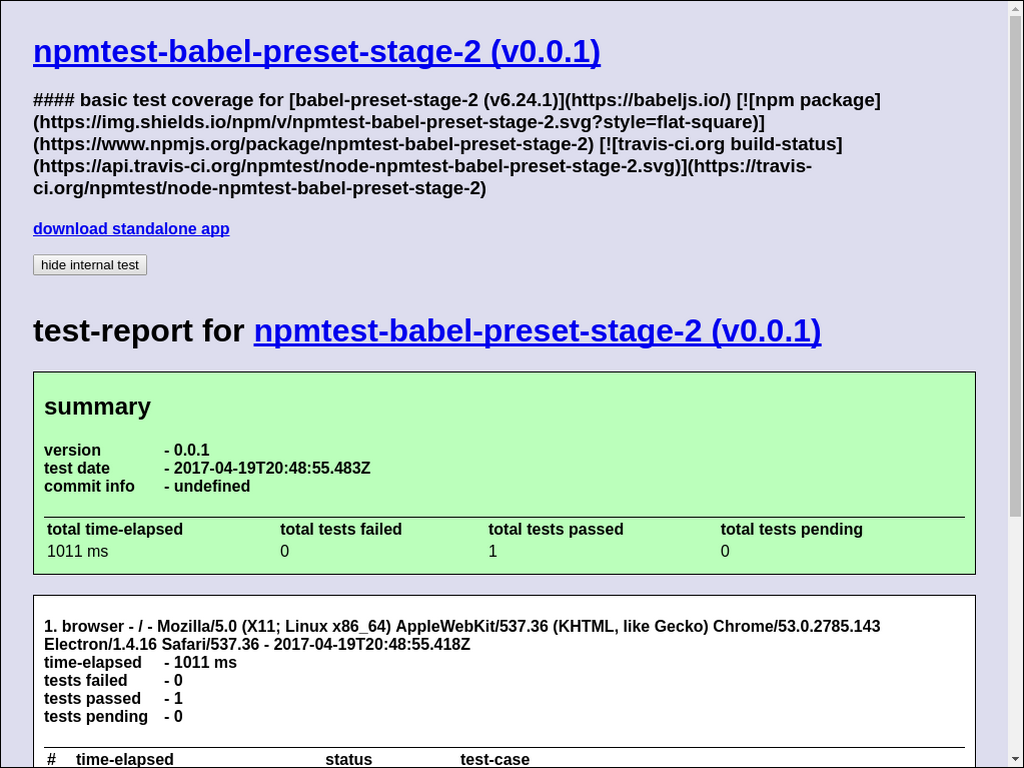 npmtest-babel-preset-stage-2 (v0.0.1)
#### basic test coverage for [babel-preset-stage-2 (v6.24.1)](https://babeljs.io/) [![npm package]
(https://img.shields.io/npm/v/npmtest-babel-preset-stage-2.svg?style=flat-square)]
(https://www.npmjs.org/package/npmtest-babel-preset-stage-2) [![travis-ci.org build-status]
(https://api.travis-ci.org/npmtest/node-npmtest-babel-preset-stage-2.svg)](https://travis-
ci.org/npmtest/node-npmtest-babel-preset-stage-2)
download standalone app
hide internal test
test-report for npmtest-babel-preset-stage-2 (v0.0.1)
summary
version - 0.0.1
test date - 2017-04-19T20:48:55.483Z
commit info - undefined
total time-elapsed total tests failed total tests passed total tests pending
1011 ms 0 1 0
1. browser - / - Mozilla/5.0 (X11; Linux x86_64) AppleWebKit/537.36 (KHTML, like Gecko) Chrome/53.0.2785.143
Electron/1.4.16 Safari/537.36 - 2017-04-19T20:48:55.418Z
time-elapsed - 1011 ms
tests failed - 0
tests passed - 1
tests pending - 0
# time-elapsed status test-case